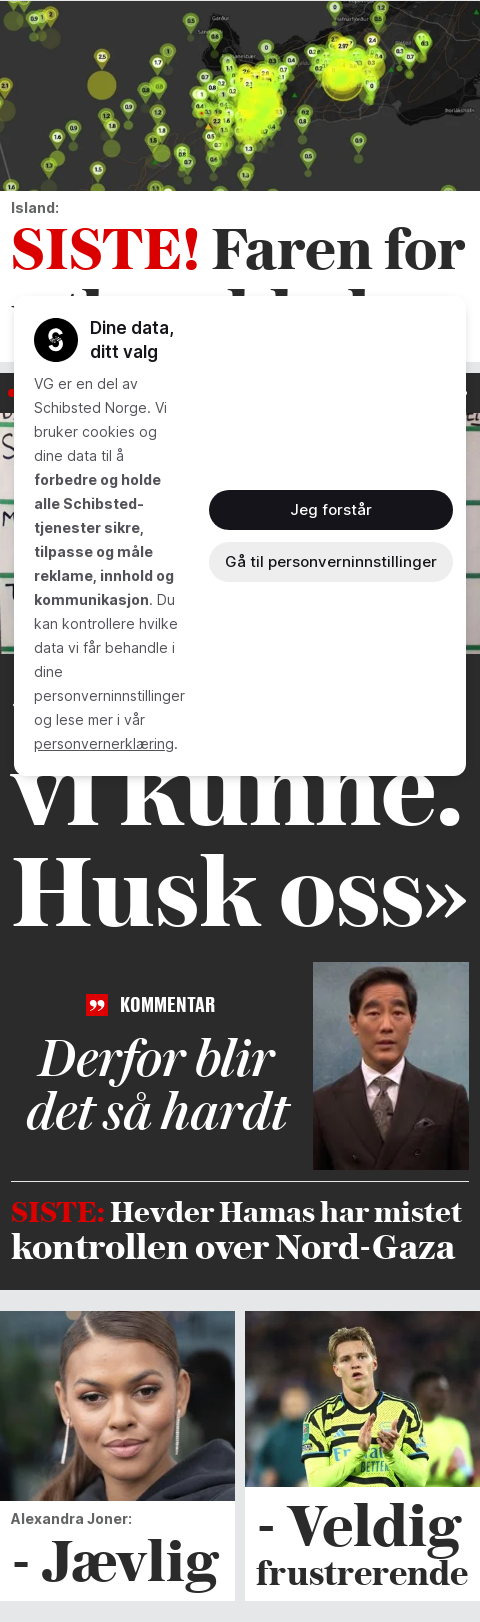 Island:
SISTE! Faren for
Dine data,
ditt valg
VG er en del av
Schibsted Norge. Vi
bruker cookies og
dine data til å
forbedre og holde
alle Schibsted-
tjenester sikre,
tilpasse og måle
reklame, innhold og
kommunikasjon. Du
kan kontrollere hvilke
data vi får behandle i
dine
personverninnstillinger
og lese mer i vår
personvernerklæring.
Jeg forstår
Gå til personverninnstillinger
vi kunne.
Husk oss»
KOMMENTAR
Derfor blir
det så hardt
SISTE: Hevder Hamas har mistet
kontrollen over Nord-Gaza
Alexandra Joner:
- Jævlig
- Veldig
frustrerende